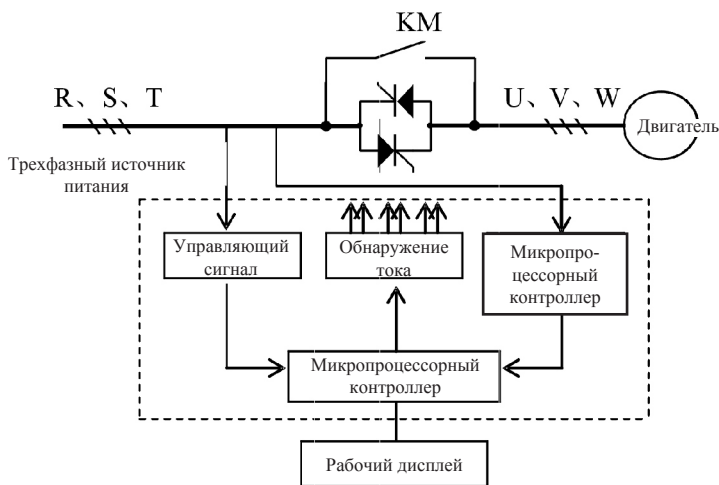 KM
R、S、T
U、V、W
Двигатель
Трехфазный источник
питания
Управляющий
сигнал
Обнаружение
тока
Микропро-
цессорный
контроллер
Микропроцессорный
контроллер
Рабочий дисплей